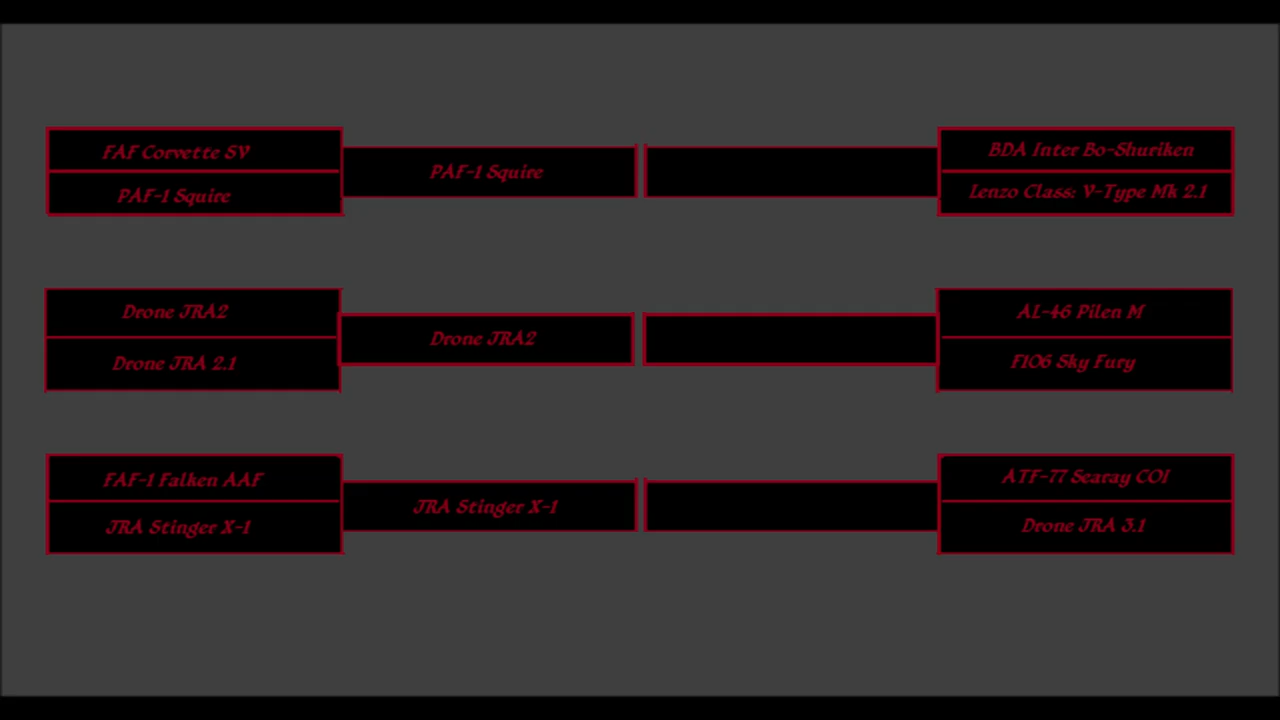 FAF Corvette SV
PAF-1 Squire
PAF-1 Squire
BDA Inter Bo-Shuriken
Lenzo Class: V-Type Mk 2.1
Drone JRA2
Drone JRA 2.1
Drone JRA2
AL-46 Pilen M
F106 Sky Fury
FAF-1 Falken AAF
JRA Stinger X-1
JRA Stinger X-1
ATF-77 Searay COI
Drone JRA 3.1